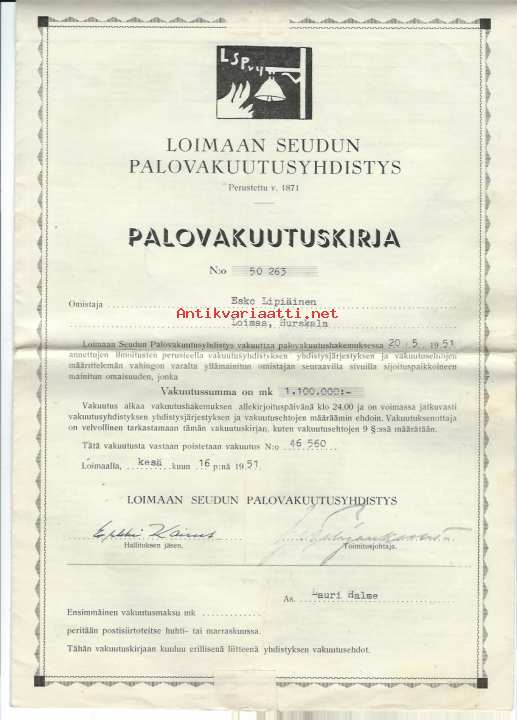 LSPvy
LOIMAAN SEUDUN
PALOVAKUUTUSYHDISTYS
Perustettu v. 1871
PALOVAKUUTUSKIRJA
N:o 50 263
Omistaja Esko Lipiäinen
Antikvariaatti.net
Loimaa, Hurskala
Loimaan Seudun Palovakuutusyhdistys vakuuttaa palovakuutushakemuksessa 20 . 5 . 1951
annettujen ilmoitusten perusteella vakuutusyhdistyksen yhdistysjärjestyksen ja vakuutusehtojen
määrittelemän vahingon varalta yllämainitun omistajan seuraavilla sivuilla sijoituspaikkoineen
mainitun omaisuuden, jonka
Vakuutussumma on mk 1.100.000:-
Vakuutus alkaa vakuutushakemuksen allekirjoituspäivänä klo 24.00 ja on voimassa jatkuvasti
vakuutusyhdistyksen yhdistysjärjestyksen ja vakuutusehtojen määräämin ehdoin. Vakuutuksenottaja
on velvollinen tarkastamaan tämän vakuutuskirjan, kuten vakuutusehtojen 9 §:ssä määrätään.
Tätä vakuutusta vastaan poistetaan vakuutus N:o 46 560
Loimaalla, kesä kuun 16 p:nä 1951
LOIMAAN SEUDUN PALOVAKUUTUSYHDISTYS
Erkki
Hallituksen jäsen. Toimitusjohtaja.
As. Lauri Salme
Ensimmäinen vakuutusmaksu mk
peritään postisiirtoteitse huhti- tai marraskuussa.
Tähän vakuutuskirjaan kuuluu erillisenä liitteenä yhdistyksen vakuutusehdot.